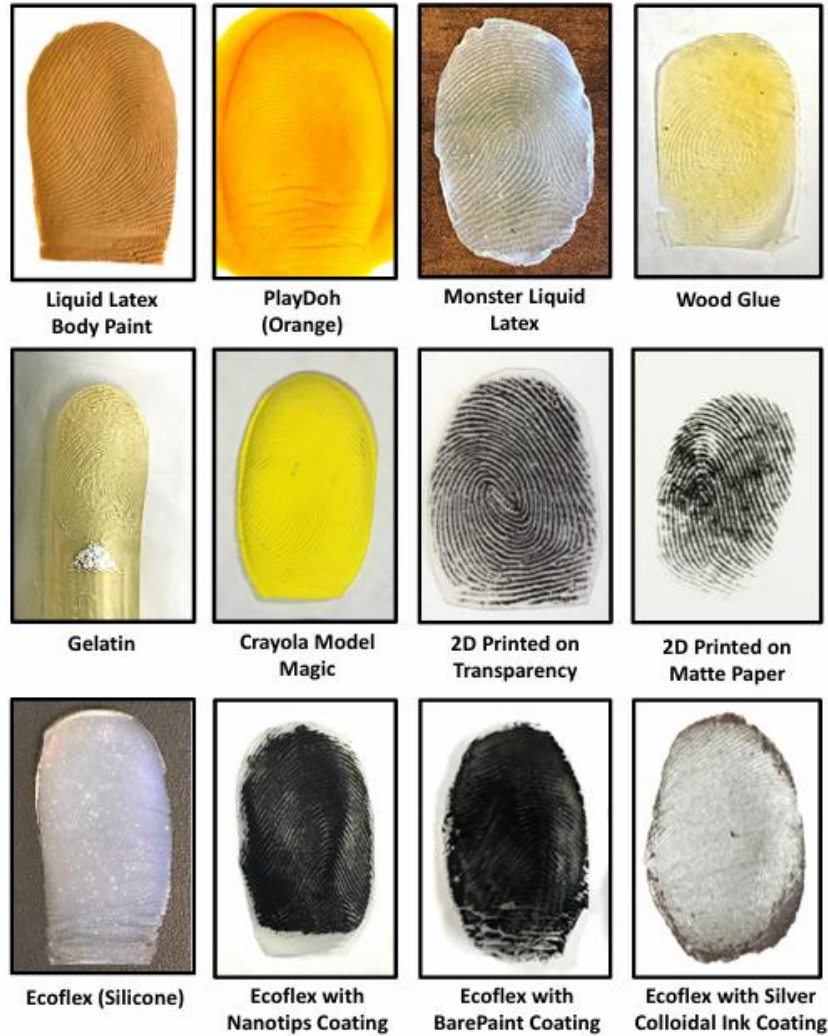 Liquid Latex
Body Paint
PlayDoh
(Orange)
Monster Liquid
Latex
Wood Glue
Gelatin
Crayola Model
Magic
2D Printed on
Transparency
2D Printed on
Matte Paper
Ecoflex (Silicone)
Ecoflex with
Nanotips Coating
Ecoflex with
BarePaint Coating
Ecoflex with Silver
Colloidal Ink Coating